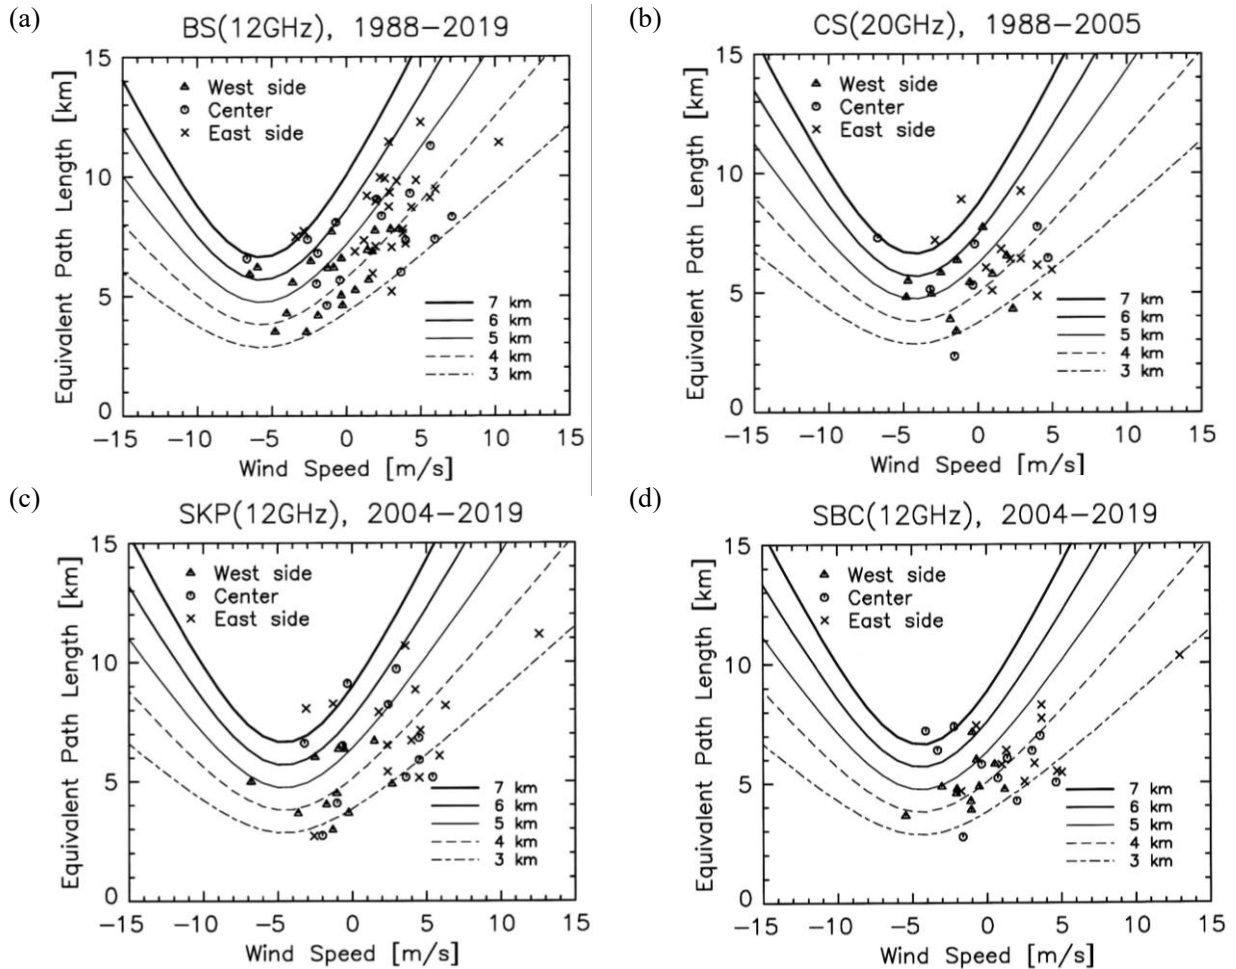 (a)
BS(12GHz), 1988−2019
Equivalent Path Length [km]
15
10
5
0
West side
Center
East side
7 km
6 km
5 km
4 km
3 km
−15 −10 −5 0 5 10 15
Wind Speed [m/s]
(b)
CS(20GHz), 1988−2005
Equivalent Path Length [km]
15
10
5
0
West side
Center
East side
7 km
6 km
5 km
4 km
3 km
−15 −10 −5 0 5 10 15
Wind Speed [m/s]
(c)
SKP(12GHz), 2004−2019
Equivalent Path Length [km]
15
10
5
0
West side
Center
East side
7 km
6 km
5 km
4 km
3 km
−15 −10 −5 0 5 10 15
Wind Speed [m/s]
(d)
SBC(12GHz), 2004−2019
Equivalent Path Length [km]
15
10
5
0
West side
Center
East side
7 km
6 km
5 km
4 km
3 km
−15 −10 −5 0 5 10 15
Wind Speed [m/s]